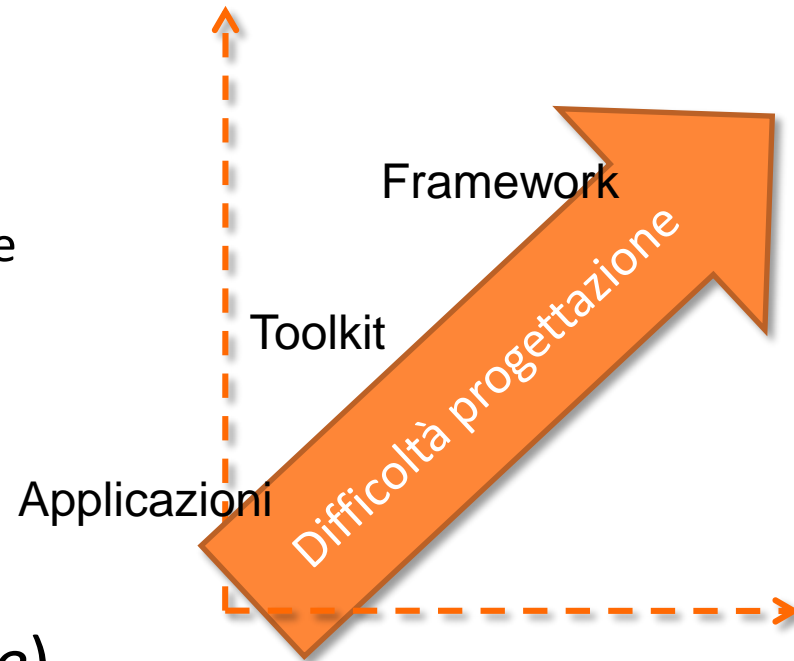 Framework
e
Toolkit
Difficoltà progettazione
Applicazioni
e)